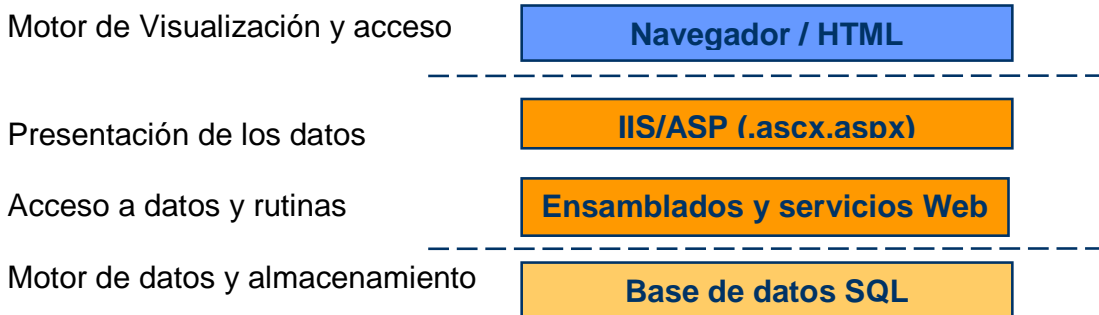 Motor de Visualización y acceso
Navegador / HTML
Presentación de los datos
IIS/ASP (.ascx,aspx)
Acceso a datos y rutinas
Ensamblados y servicios Web
Motor de datos y almacenamiento
Base de datos SQL